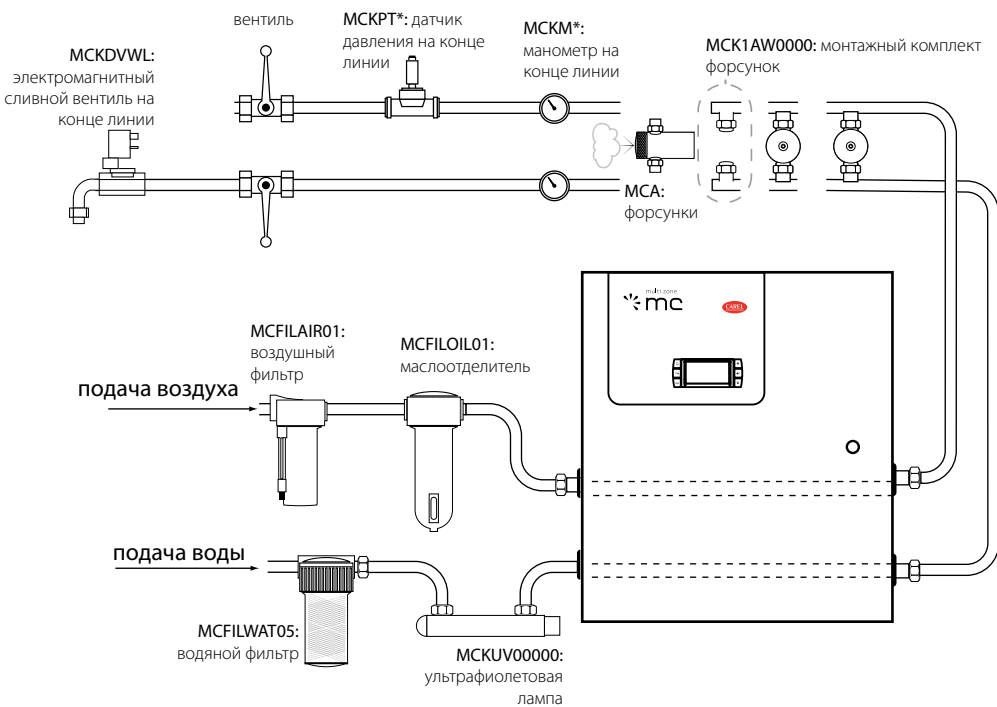 вентиль
MCKPT*: датчик
давления на конце
линии
MCKM*:
манометр на
конце линии
MCK1AW0000: монтажный комплект
форсунок
MCKDVWL:
электромагнитный
сливной вентиль на
конце линии
MCA:
форсунки
multi zone
mc
CAREL
MCFILAIR01:
воздушный
фильтр
MCFILOIL01:
маслоотделитель
подача воздуха
подача воды
MCFILWAT05:
водяной фильтр
MCKUV00000:
ультрафиолетовая
лампа